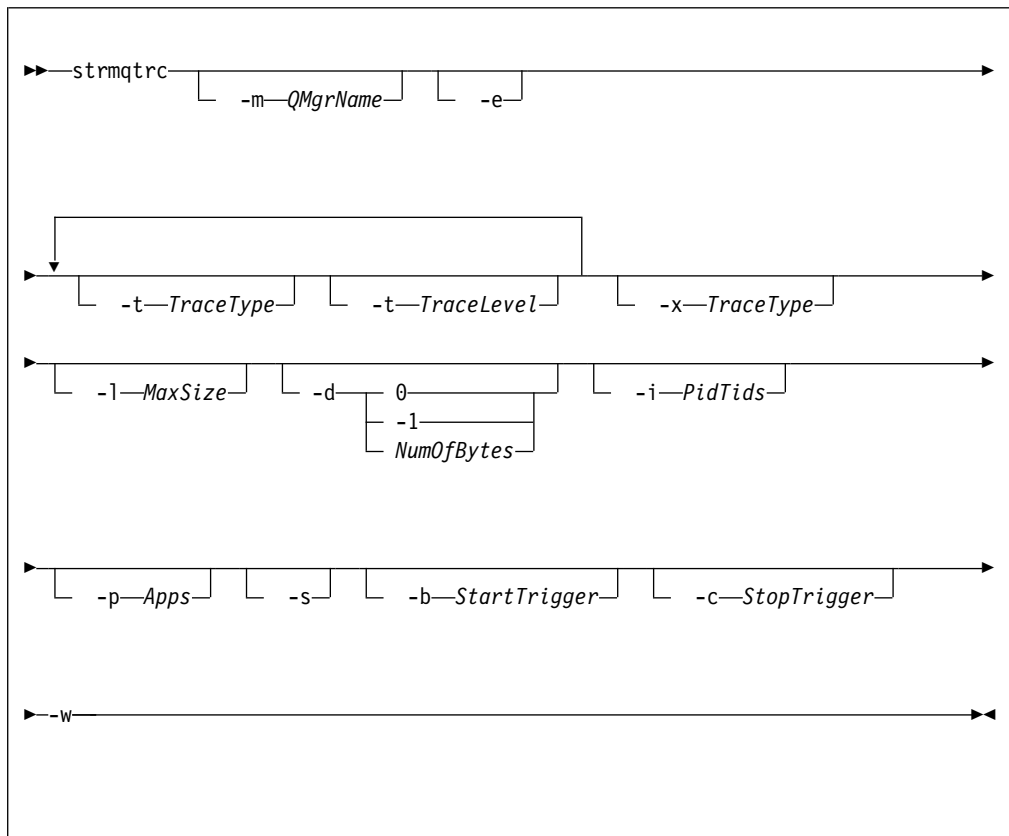 strmqtrc
-m QMgrName -e
-t TraceType -t TraceLevel -x TraceType
-l MaxSize -d 0 -i PidTids
-1
NumOfBytes
-p Apps -s -b StartTrigger -c StopTrigger
-w